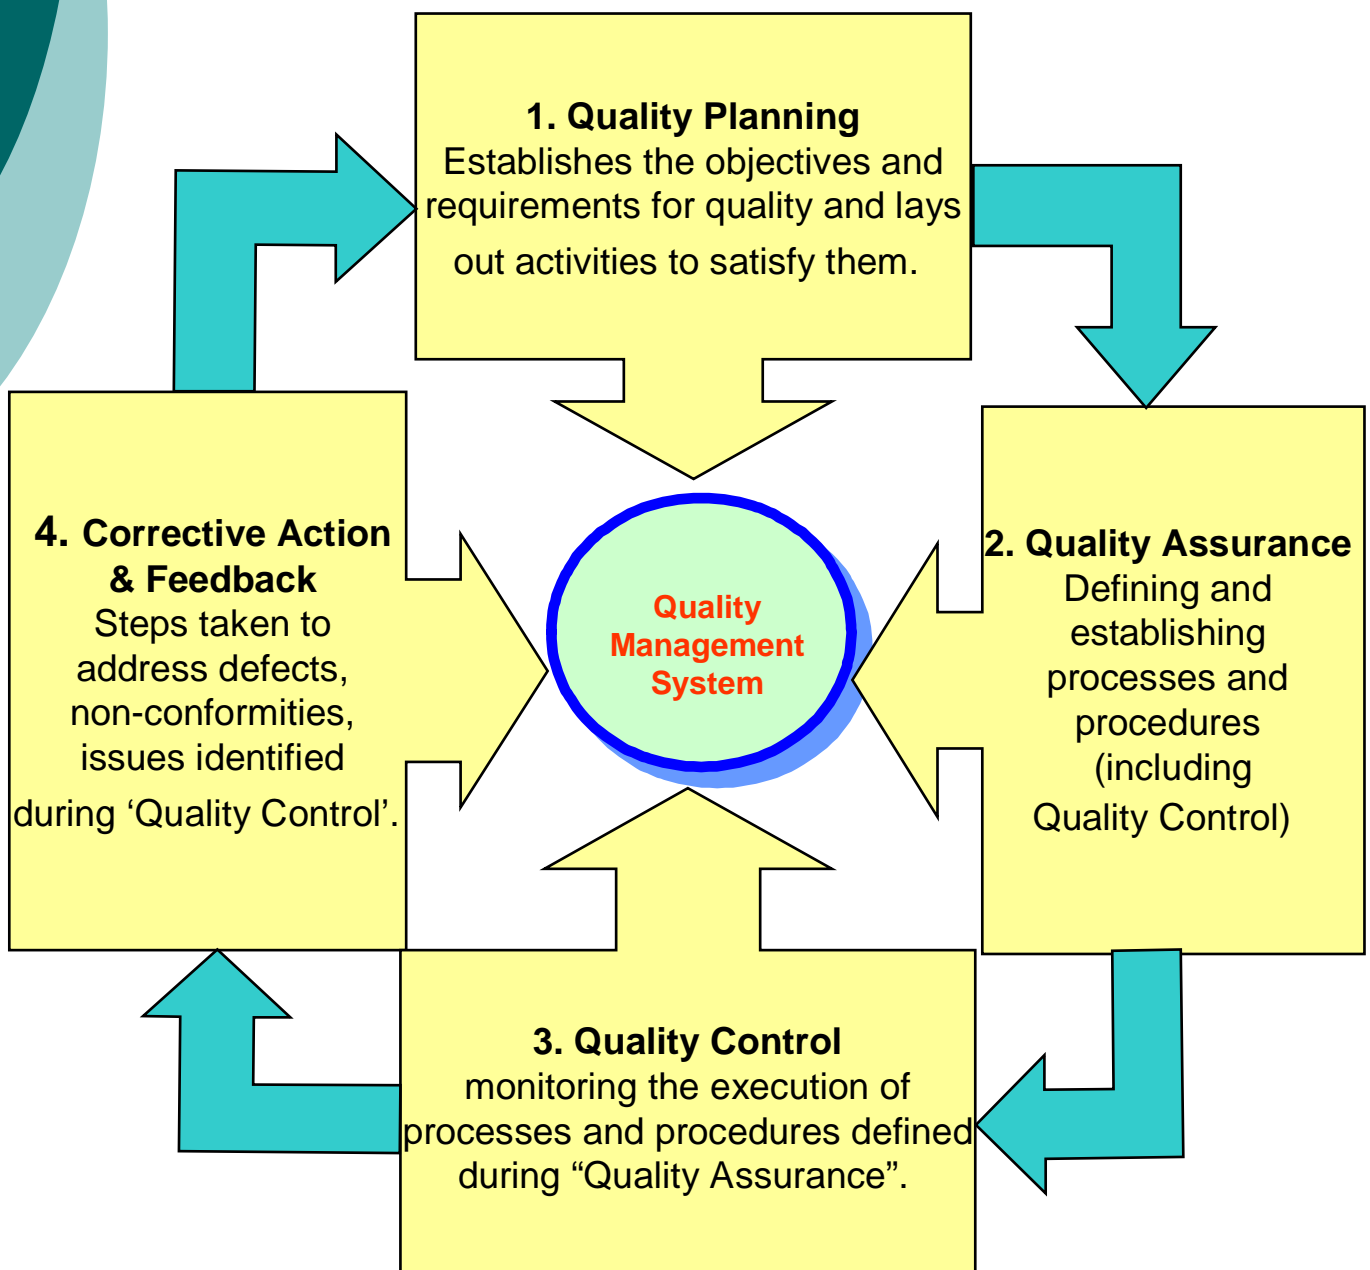 1. Quality Planning
Establishes the objectives and
requirements for quality and lays
out activities to satisfy them.
4. Corrective Action
& Feedback
Steps taken to
address defects,
non-conformities,
issues identified
during ‘Quality Control’.
Quality
Management
System
2. Quality Assurance
Defining and
establishing
processes and
procedures
(including
Quality Control)
3. Quality Control
monitoring the execution of
processes and procedures defined
during “Quality Assurance”.